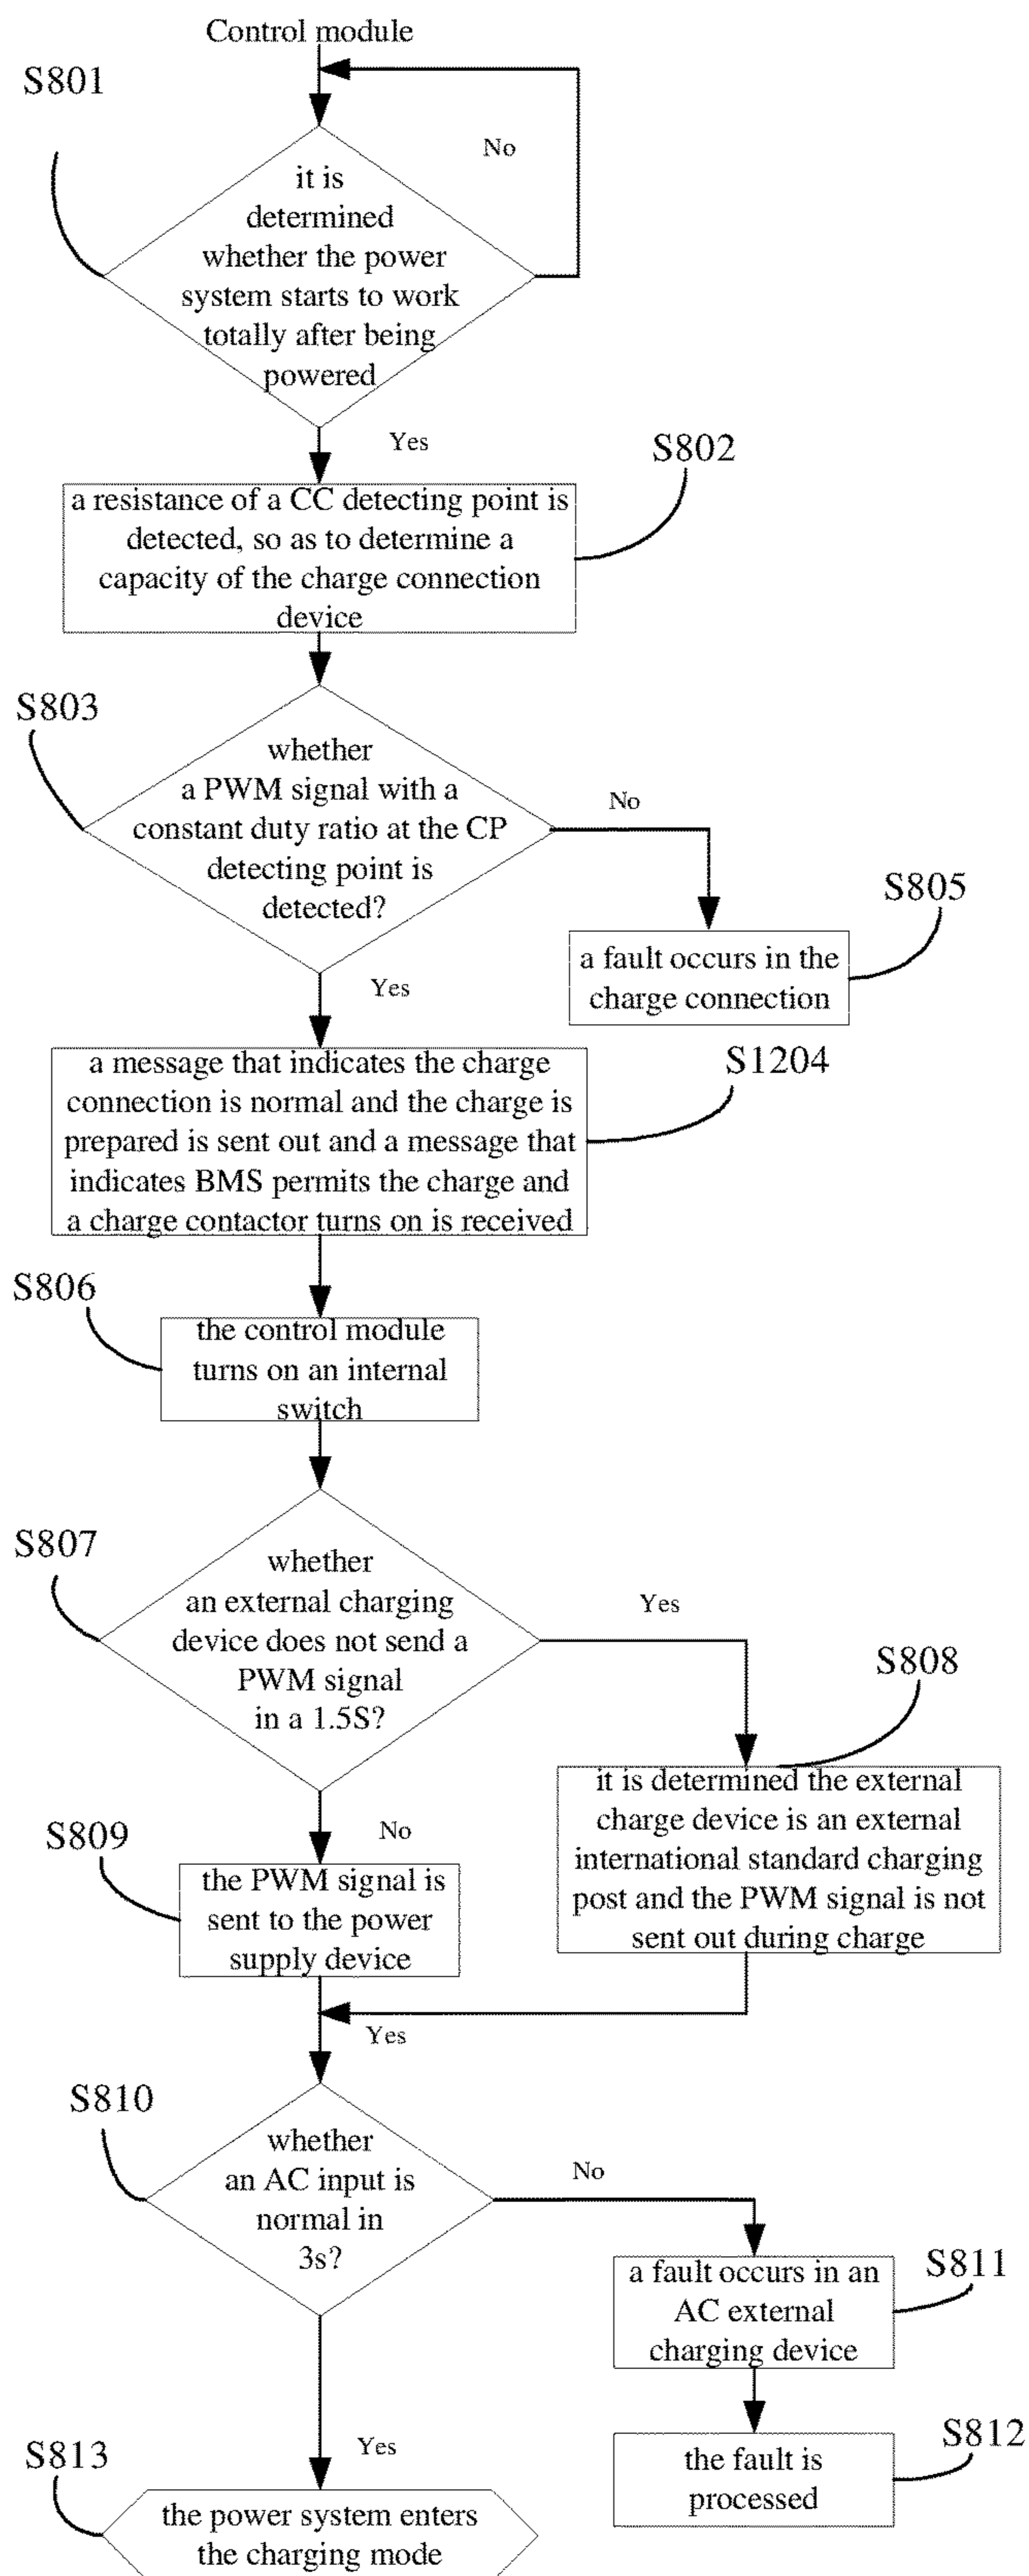 Control module
S801
No
it is
determined
whether the power
system starts to work
totally after being
powered
Yes
S802
a resistance of a CC detecting point is
detected, so as to determine a
capacity of the charge connection
device
S803
whether
a PWM signal with a
constant duty ratio at the CP
detecting point is
detected?
No
S805
a fault occurs in the
charge connection
Yes
S1204
a message that indicates the charge
connection is normal and the charge is
prepared is sent out and a message that
indicates BMS permits the charge and
a charge contactor turns on is received
S806
the control module
turns on an internal
switch
S807
whether
an external charging
device does not send a
PWM signal
in a 1.5S?
Yes
S808
it is determined the external
charge device is an external
international standard charging
post and the PWM signal is not
sent out during charge
No
S809
the PWM signal is
sent to the power
supply device
Yes
S810
whether
an AC input is
normal in
3s?
No
S811
a fault occurs in an
AC external
charging device
S812
the fault is
processed
Yes
S813
the power system enters
the charging mode